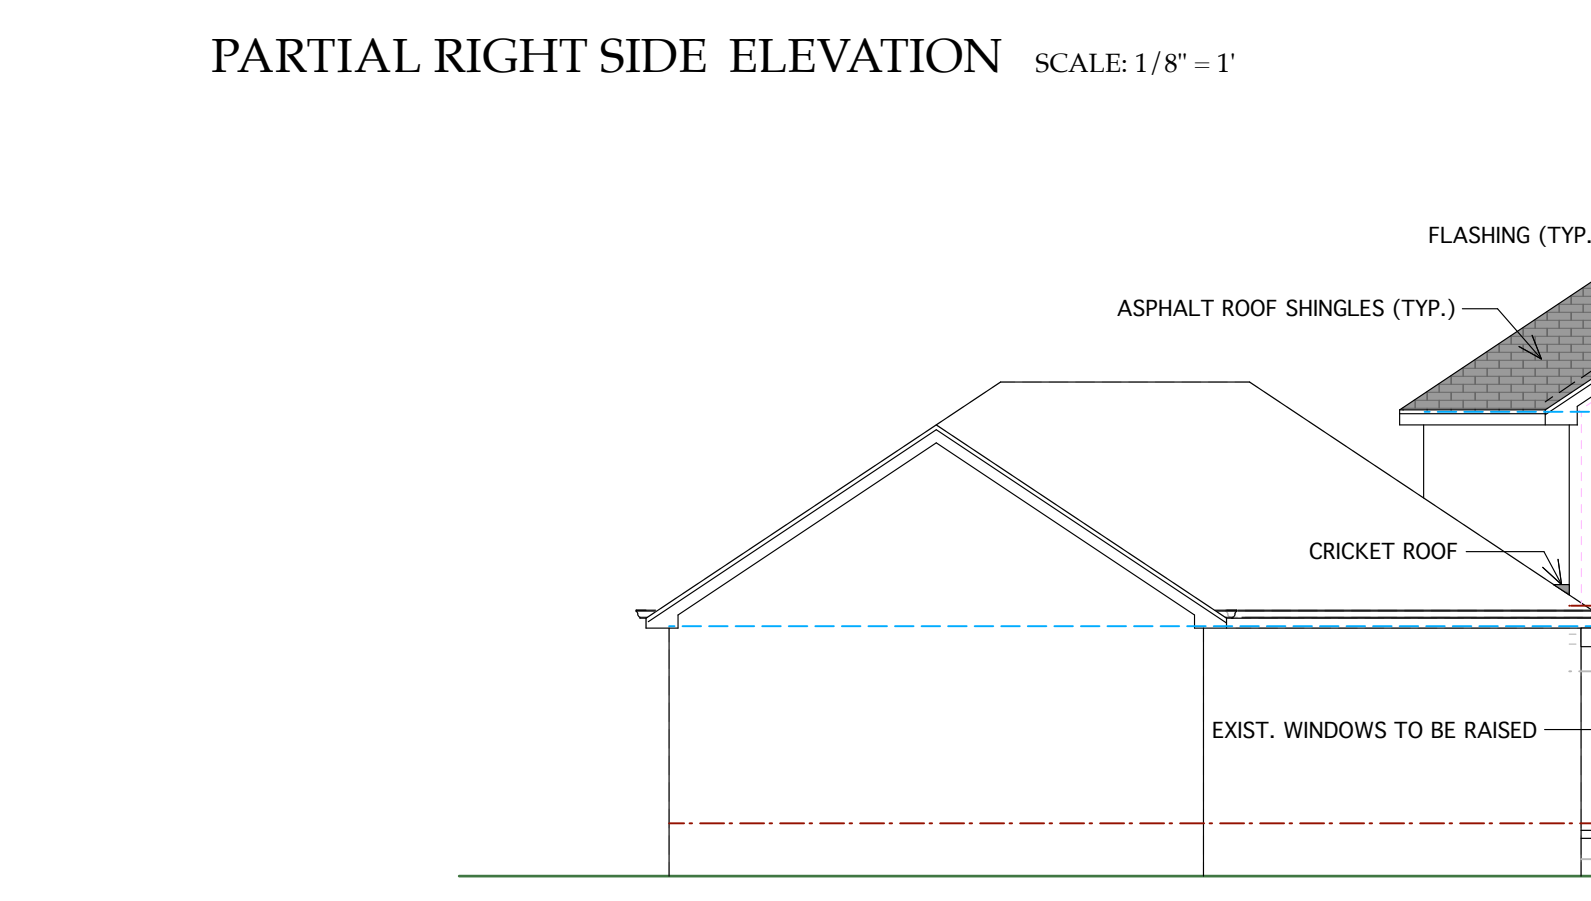 PARTIAL RIGHT SIDE ELEVATION SCALE: 1/8" = 1'
FLASHING (TYP.
ASPHALT ROOF SHINGLES (TYP.)
CRICKET ROOF
EXIST. WINDOWS TO BE RAISED